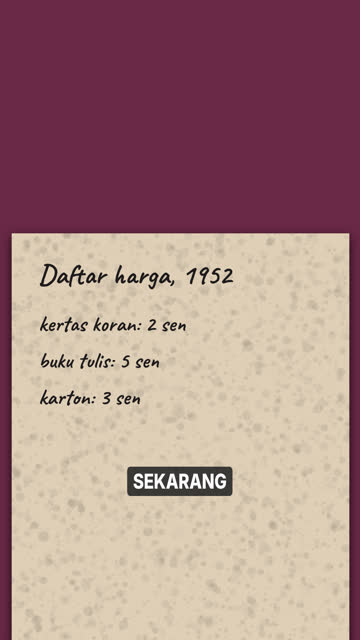 Daftar harga, 1952
kertas koran: 2 sen
buku tulis: 5 sen
karton: 3 sen
SEKARANG